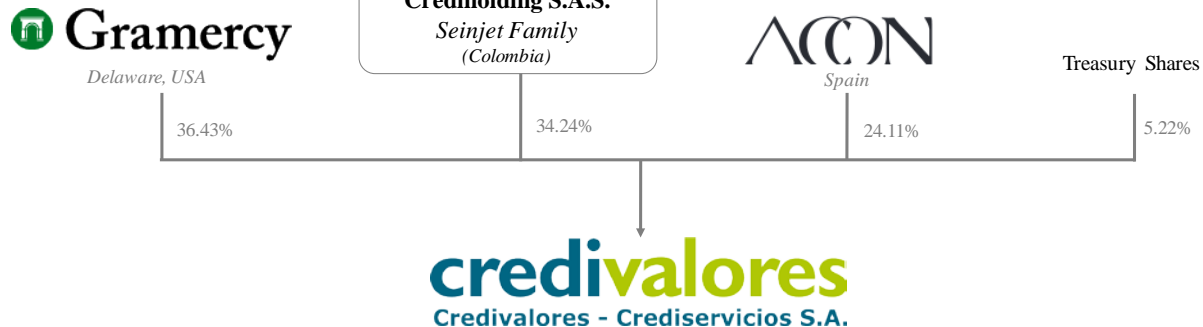 Crediholding S.A.S.
Gramercy
Seinjet Family
ACON
(Colombia)
Delaware, USA
Spain
Treasury Shares
36.43%
34.24%
24.11%
5.22%
credivalores
Credivalores - Crediservicios S.A.